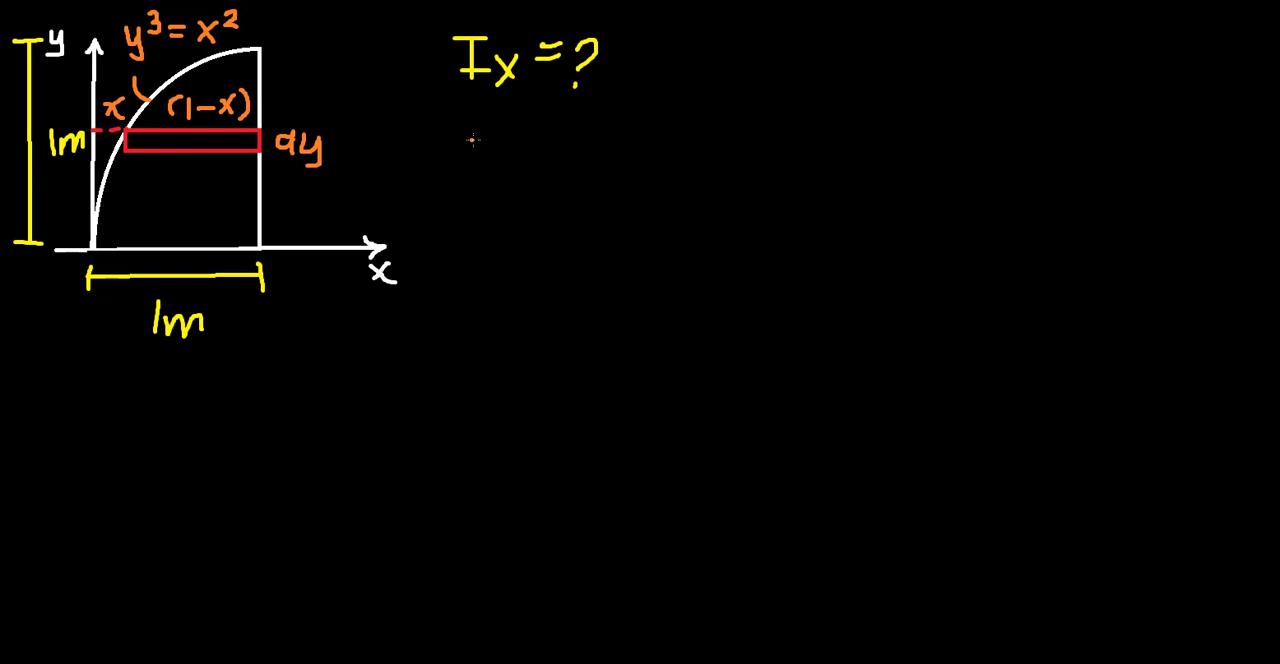 y³ = x²
y
Iₓ = ?
x (1-x)
1m
dy
x
1m